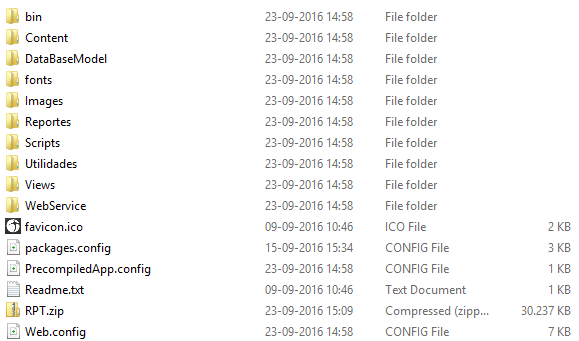 bin 23-09-2016 14:58 File folder
Content 23-09-2016 14:58 File folder
DataBaseModel 23-09-2016 14:58 File folder
fonts 23-09-2016 14:58 File folder
Images 23-09-2016 14:58 File folder
Reportes 23-09-2016 14:58 File folder
Scripts 23-09-2016 14:58 File folder
Utilidades 23-09-2016 14:58 File folder
Views 23-09-2016 14:58 File folder
WebService 23-09-2016 14:58 File folder
favicon.ico 09-09-2016 10:46 ICO File 2 KB
packages.config 15-09-2016 15:34 CONFIG File 3 KB
PrecompiledApp.config 23-09-2016 14:58 CONFIG File 1 KB
Readme.txt 09-09-2016 10:46 Text Document 1 KB
RPT.zip 23-09-2016 15:09 Compressed (zipp... 30.237 KB
Web.config 23-09-2016 14:58 CONFIG File 7 KB